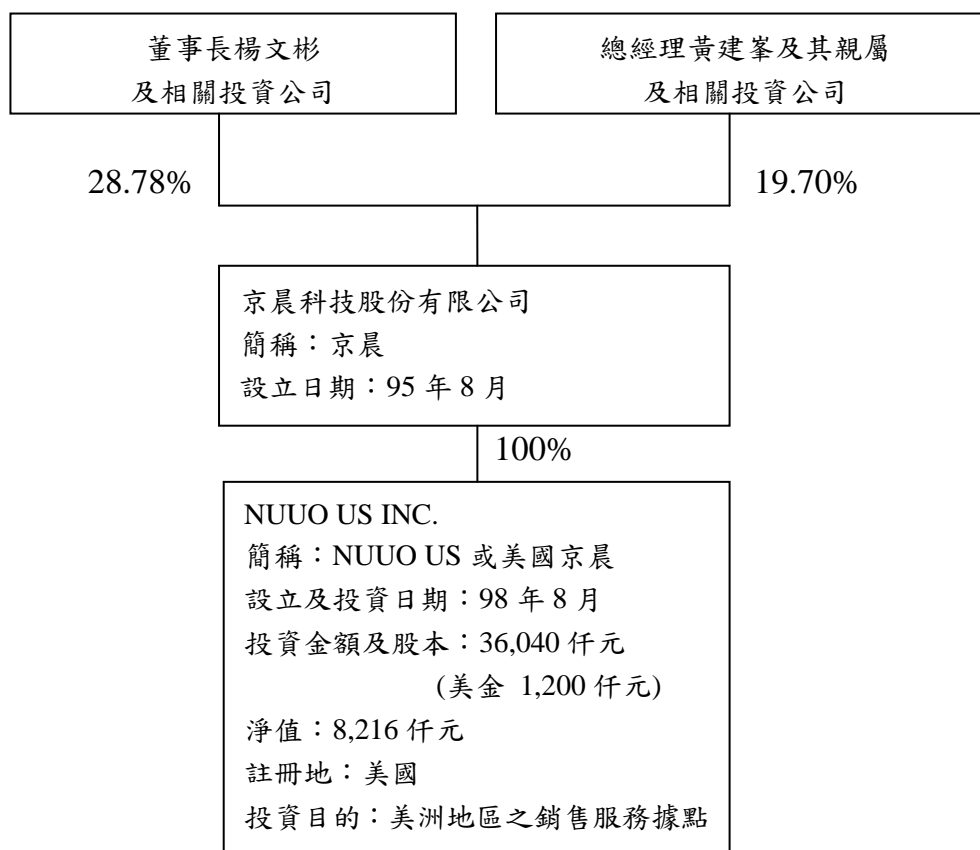 董事長楊文彬
及相關投資公司
總經理黃建峯及其親屬
及相關投資公司
28.78%
19.70%
京晨科技股份有限公司
簡稱：京晨
設立日期：95 年 8 月
100%
NUUO US INC.
簡稱：NUUO US 或美國京晨
設立及投資日期：98 年 8 月
投資金額及股本：36,040 仟元
(美金 1,200 仟元)
淨值：8,216 仟元
註冊地：美國
投資目的：美洲地區之銷售服務據點